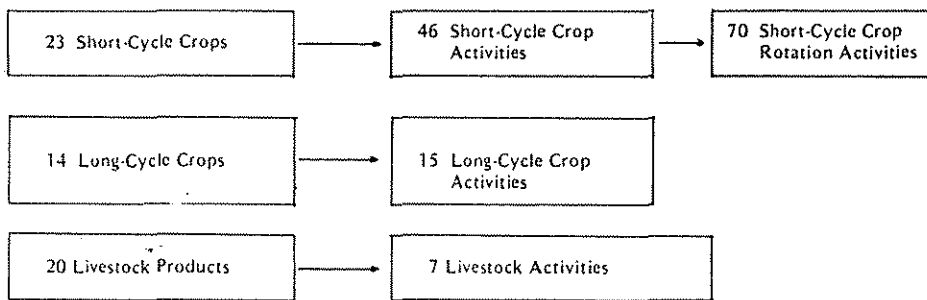 23 Short-Cycle Crops
46 Short-Cycle Crop
Activities
70 Short-Cycle Crop
Rotation Activities
14 Long-Cycle Crops
15 Long-Cycle Crop
Activities
20 Livestock Products
7 Livestock Activities